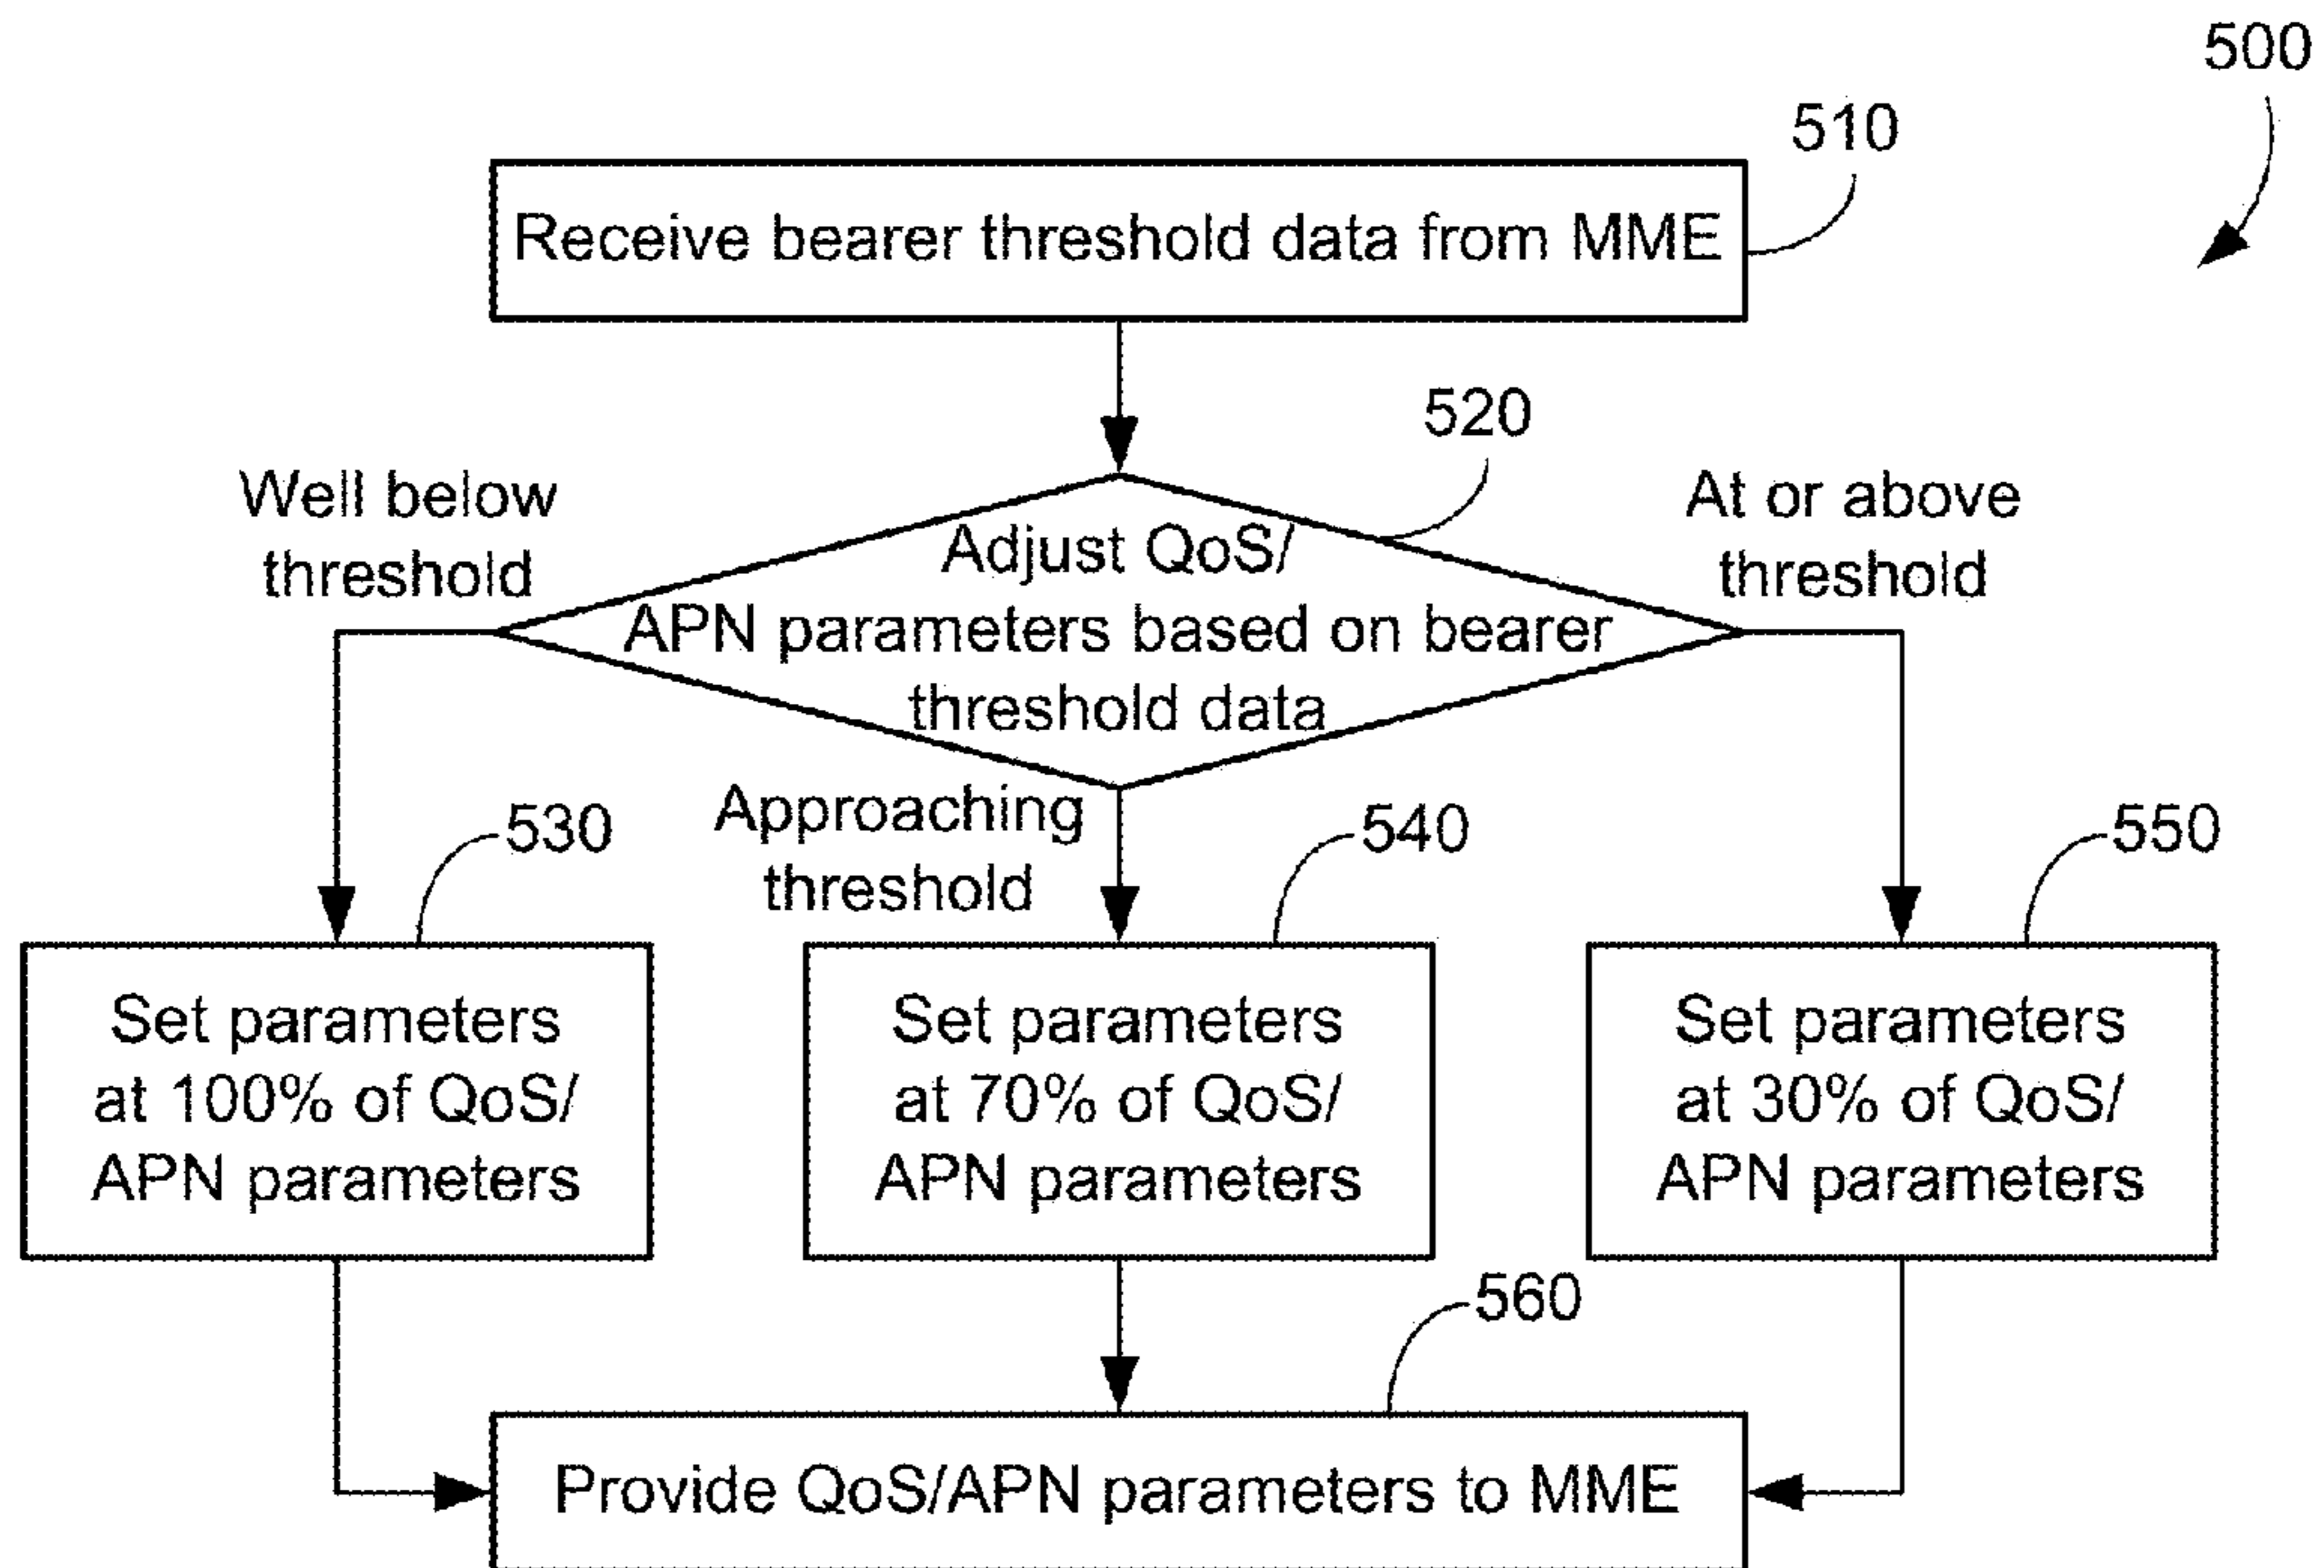 500
510
Receive bearer threshold data from MME
520
Well below
threshold
At or above
threshold
Adjust QoS/
APN parameters based on bearer
threshold data
Approaching
threshold
530
540
550
Set parameters
at 100% of QoS/
APN parameters
Set parameters
at 70% of QoS/
APN parameters
Set parameters
at 30% of QoS/
APN parameters
560
Provide QoS/APN parameters to MME